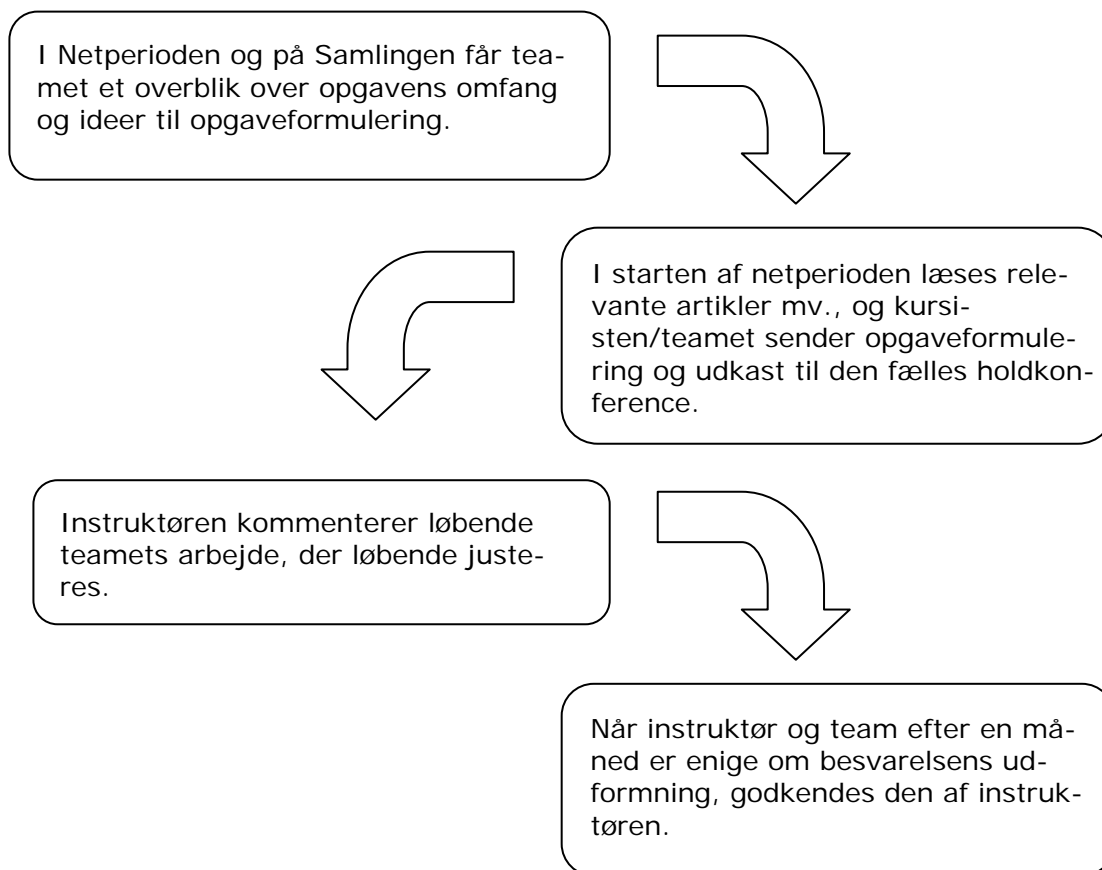 I Netperioden og på Samlingen får tea-
met et overblik over opgavens omfang
og ideer til opgaveformulering.
I starten af netperioden læses rele-
vante artikler mv., og kursi-
sten/teamet sender opgaveformule-
ring og udkast til den fælles holdkon-
ference.
Instruktøren kommenterer løbende
teamets arbejde, der løbende juste-
res.
Når instruktør og team efter en må-
ned er enige om besvarelsens ud-
formning, godkendes den af instruk-
tøren.